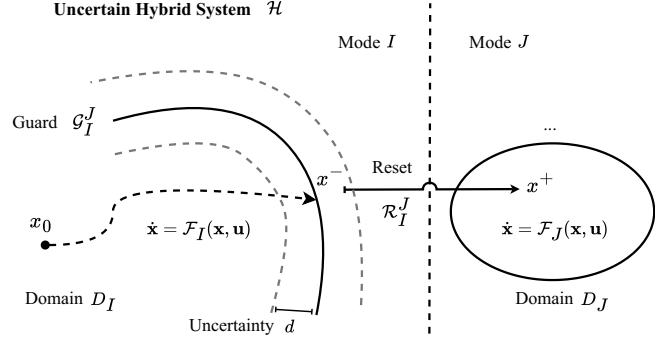 Uncertain Hybrid System ℋ
Mode I
Mode J
Guard 𝒢_I^J
...
x^-
Reset
x^+
ℛ_I^J
x_0
ẋ = ℱ_I(x, u)
ẋ = ℱ_J(x, u)
Domain D_I
Domain D_J
Uncertainty d